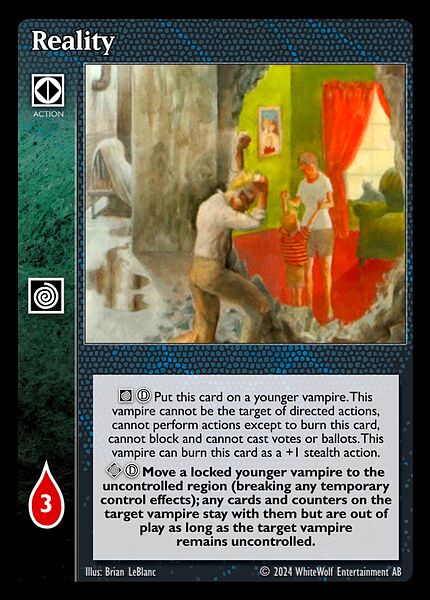 Reality
ACTION
Put this card on a younger vampire. This
vampire cannot be the target of directed actions,
cannot perform actions except to burn this card,
cannot block and cannot cast votes or ballots. This
vampire can burn this card as a +1 stealth action.
Move a locked younger vampire to the
uncontrolled region (breaking any temporary
control effects); any cards and counters on
the target vampire stay with them but are out of
play as long as the target vampire
remains uncontrolled.
3
Illus: Brian LeBlanc © 2024 WhiteWolf Entertainment AB